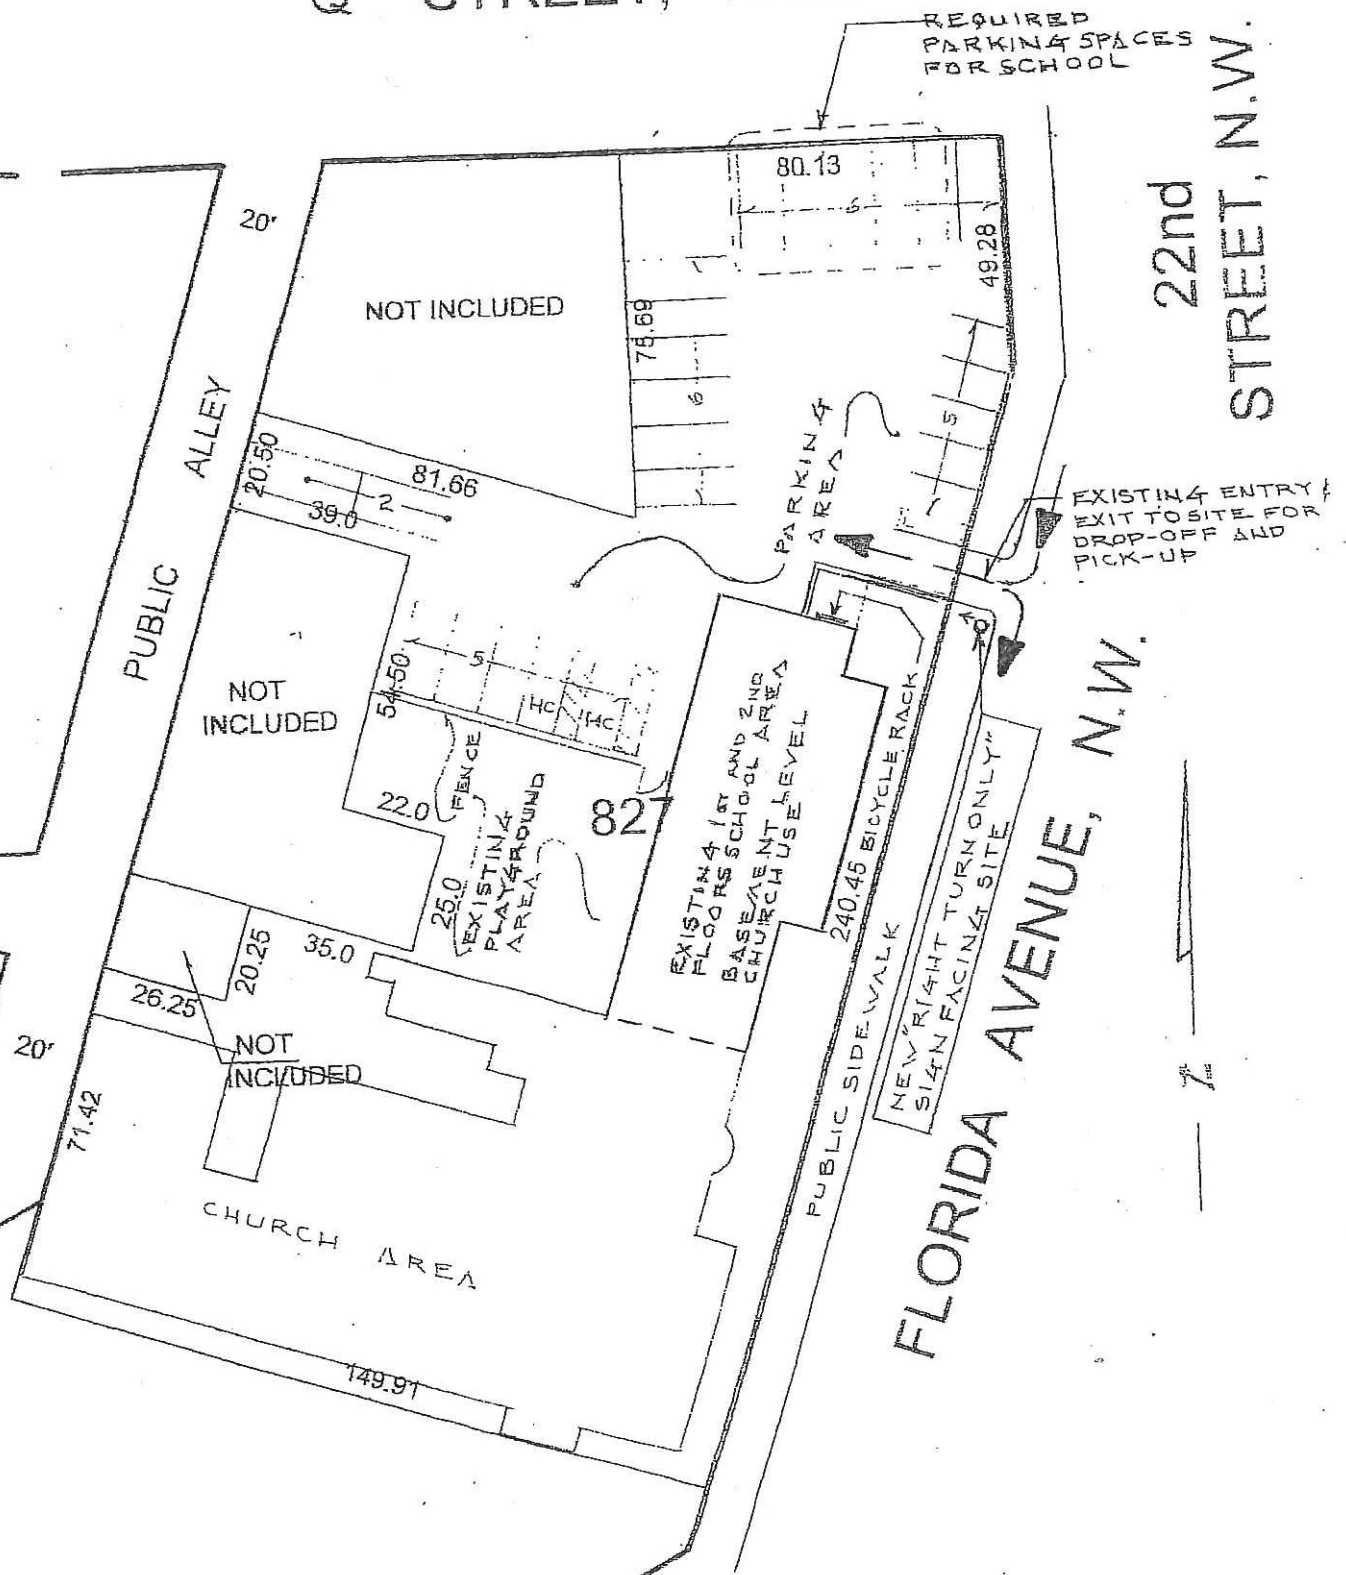 Q STREET,
REQUIRED
PARKING SPACES
FOR SCHOOL
22nd
STREET, N.W.
80.13
5
49.28
20'
NOT INCLUDED
75.69
6
5
PUBLIC ALLEY
20.50
81.66
2
39.0
PARKING
AREA
EXISTING ENTRY &
EXIT TO SITE FOR
DROP-OFF AND
PICK-UP
NOT
INCLUDED
54.50
5
HC
HC
FENCE
22.0
EXISTING
PLAYGROUND
AREA
25.0
827
EXISTING 1ST AND 2ND
FLOORS SCHOOL AREA
BASEMENT LEVEL
CHURCH USE
BICYCLE RACK
240.45
NEW "RIGHT TURN ONLY"
SIGN FACING SITE
PUBLIC SIDEWALK
FLORIDA AVENUE, N.W.
35.0
20.25
26.25
NOT
INCLUDED
20'
71.42
CHURCH AREA
149.91